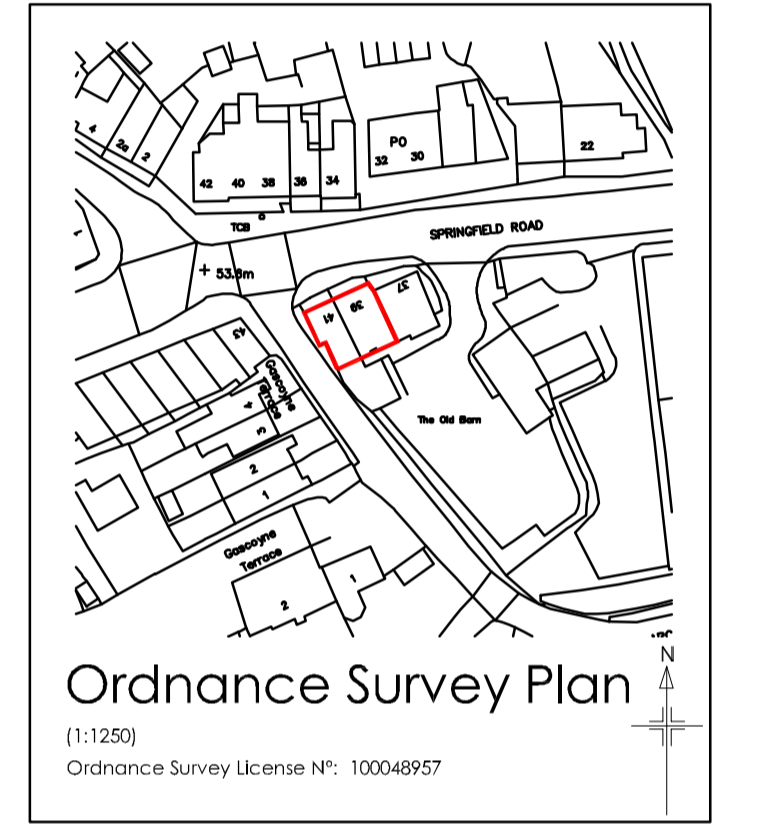 4
2a
2
42 40 38 36 34
PO
32 30
22
TCB
SPRINGFIELD ROAD
+ 53.8m
37
39
41
43
Gascoyne
Terrace
4
3
2
1
The Old Barn
Gascoyne
Terrace
1
2
N
Ordnance Survey Plan
(1:1250)
Ordnance Survey License Nº: 100048957